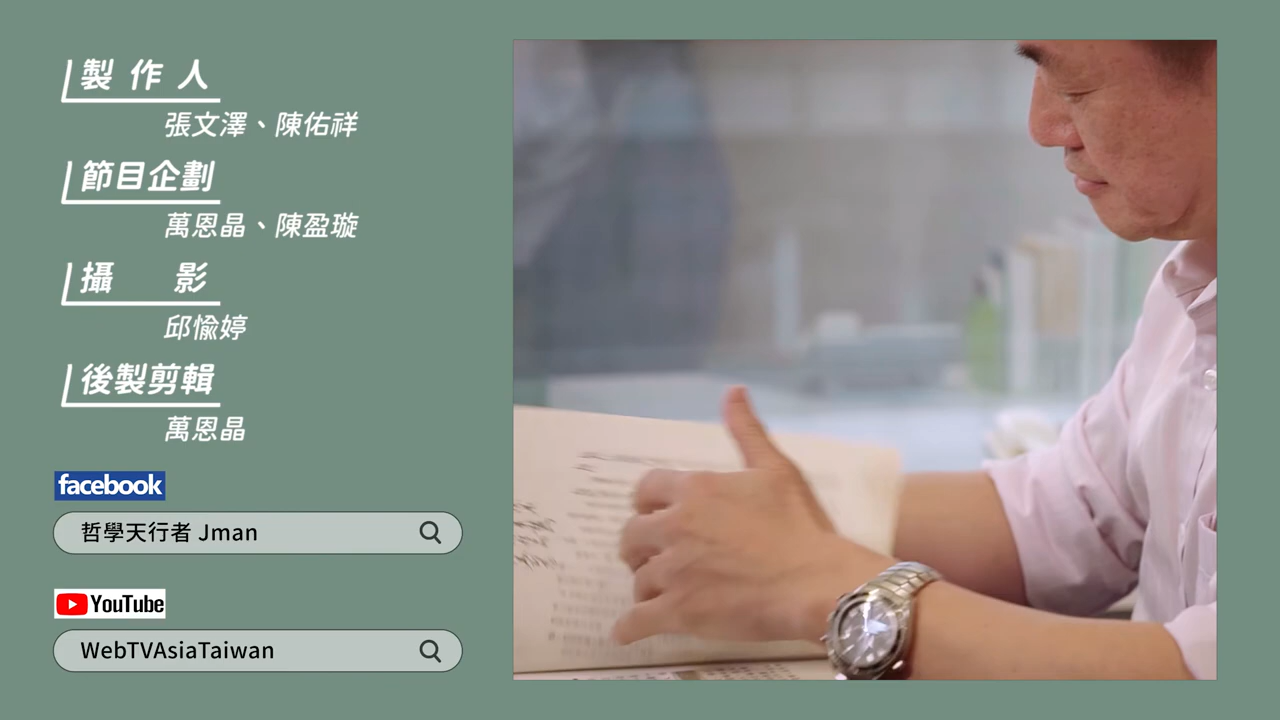 製作人
張文澤、陳佑祥
節目企劃
萬恩晶、陳盈璇
攝 影
邱愉婷
後製剪輯
萬恩晶
facebook
哲學天行者 Jman
YouTube
WebTVAsiaTaiwan